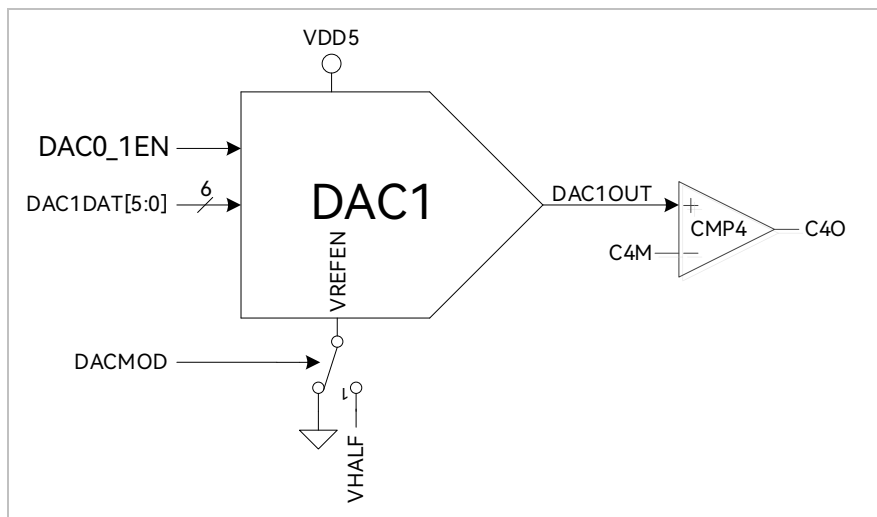 VDD5
DAC0_1EN
DAC1DAT[5:0]
6
DAC1
VREFEN
DAC1OUT
+
CMP4
C4M
−
C4O
DACMOD
1
VHALF